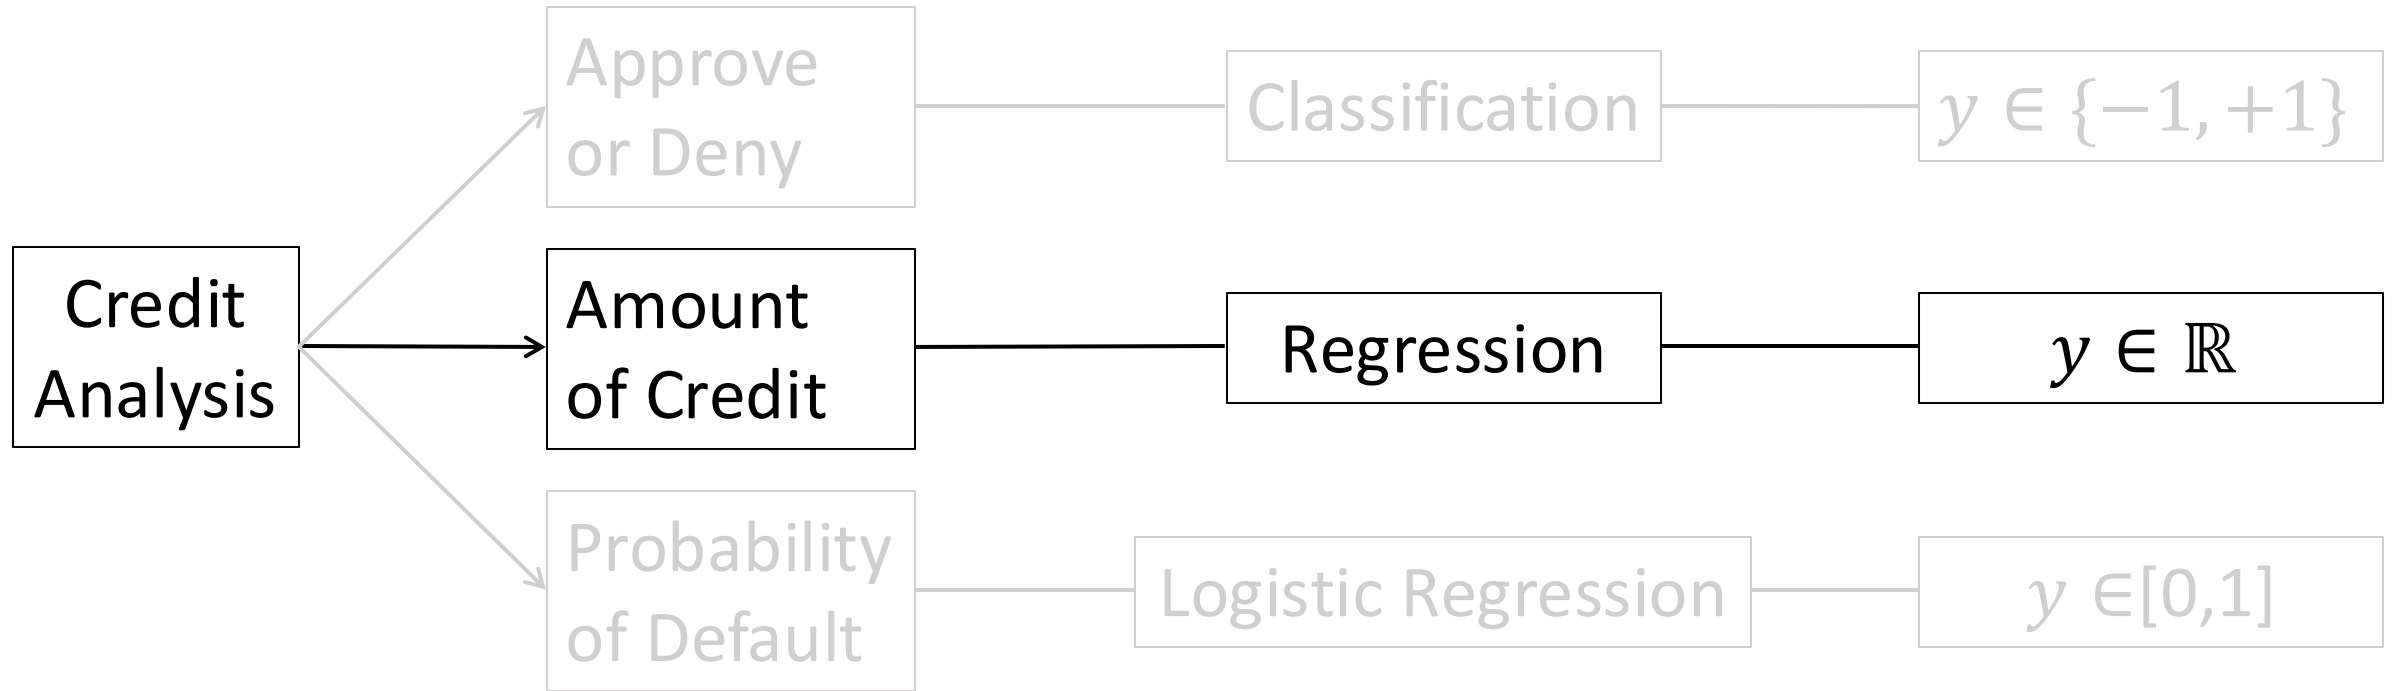 Approve
or Deny
Classification
y ∈ {−1, +1}
Credit
Analysis
Amount
of Credit
Regression
y ∈ ℝ
Probability
of Default
Logistic Regression
y ∈[0,1]